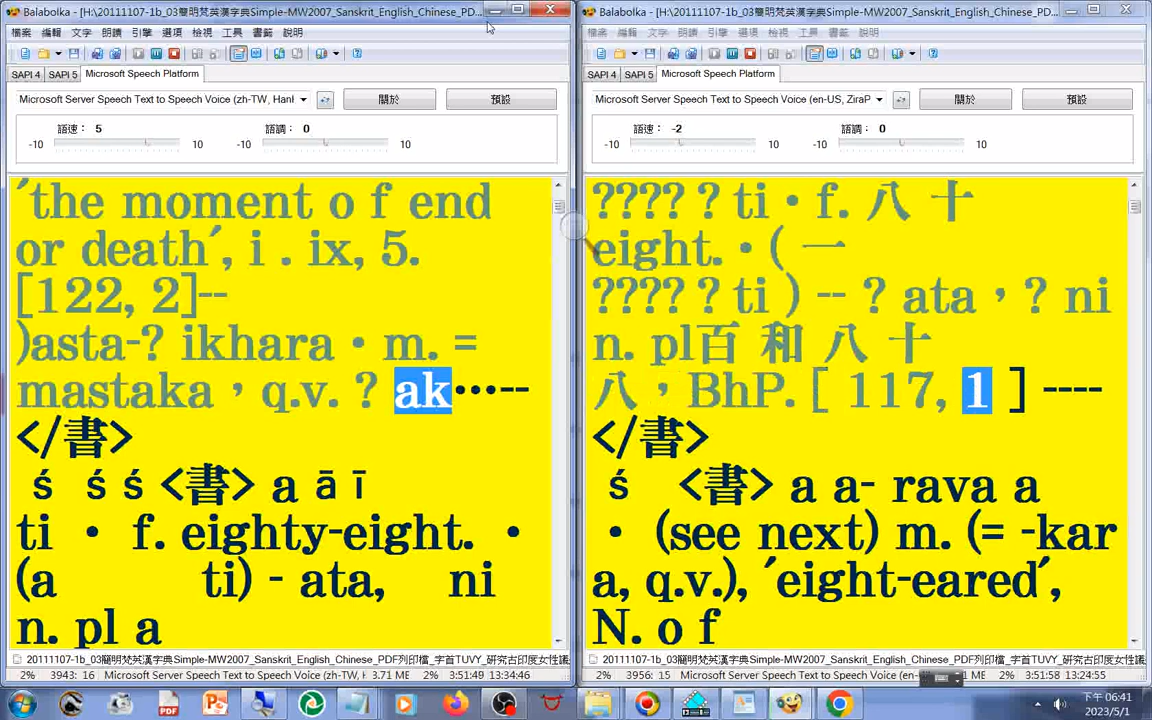 Balabolka - [H:\20111107-1b_03簡明梵英漢字典Simple-MW2007_Sanskrit_English_Chinese_PD...
檔案 編輯 文字 朗讀 引擎 選項 檢視 工具 書籤 說明
SAPI 4 SAPI 5 Microsoft Speech Platform
Microsoft Server Speech Text to Speech Voice (zh-TW, Hanl
關於 預設
語速： 5 語調： 0
-10 10 -10 10
'the moment o f end
or death', i . ix, 5.
[122, 2]--
)asta-? ikhara • m. =
mastaka，q.v. ? ak•••--
</書>
ś ś ś <書> a ā ī
ti • f. eighty-eight. •
(a ti) - ata, ni
n. pl a
20111107-1b_03簡明梵英漢字典Simple-MW2007_Sanskrit_English_Chinese_PDF列印檔_字首TUVY_研究古印度女性議
2% 3943: 16 Microsoft Server Speech Text to Speech Voice (zh-TW, H 3.71 MB 2% 3:51:49 13:34:46
Balabolka - [H:\20111107-1b_03簡明梵英漢字典Simple-MW2007_Sanskrit_English_Chinese_PD...
檔案 編輯 文字 朗讀 引擎 選項 檢視 工具 書籤 說明
SAPI 4 SAPI 5 Microsoft Speech Platform
Microsoft Server Speech Text to Speech Voice (en-US, ZiraP
關於 預設
語速： -2 語調： 0
-10 10 -10 10
???? ? ti • f. 八 十
eight. • ( 一
???? ? ti ) -- ? ata，? ni
n. pl百 和 八 十
八，BhP. [ 117, 1 ] ----
</書>
ś <書> a a- rava a
• (see next) m. (= -kar
a, q.v.), 'eight-eared',
N. o f
20111107-1b_03簡明梵英漢字典Simple-MW2007_Sanskrit_English_Chinese_PDF列印檔_字首TUVY_研究古印度女性議
2% 3956: 15 Microsoft Server Speech Text to Speech Voice 2% 3:51:58 13:24:55
下午 06:41
2023/5/1